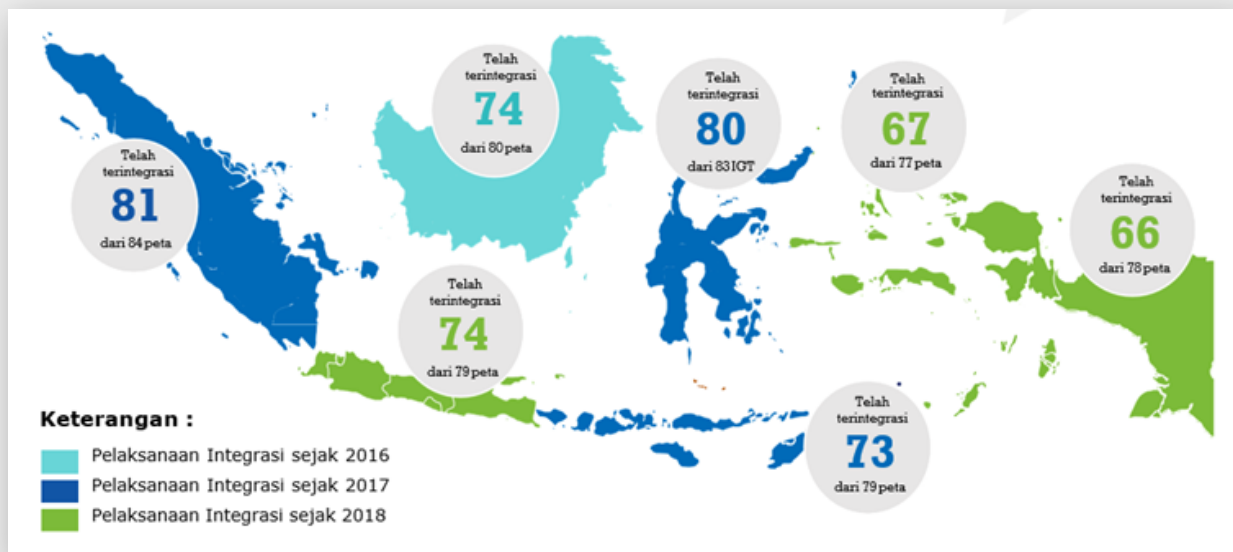 Telah
terintegrasi
81
dari 84 peta
Telah
terintegrasi
74
dari 80 peta
Telah
terintegrasi
80
dari 83 IGT
Telah
terintegrasi
67
dari 77 peta
Telah
terintegrasi
66
dari 78 peta
Telah
terintegrasi
74
dari 79 peta
Telah
terintegrasi
73
dari 79 peta
Keterangan :
Pelaksanaan Integrasi sejak 2016
Pelaksanaan Integrasi sejak 2017
Pelaksanaan Integrasi sejak 2018